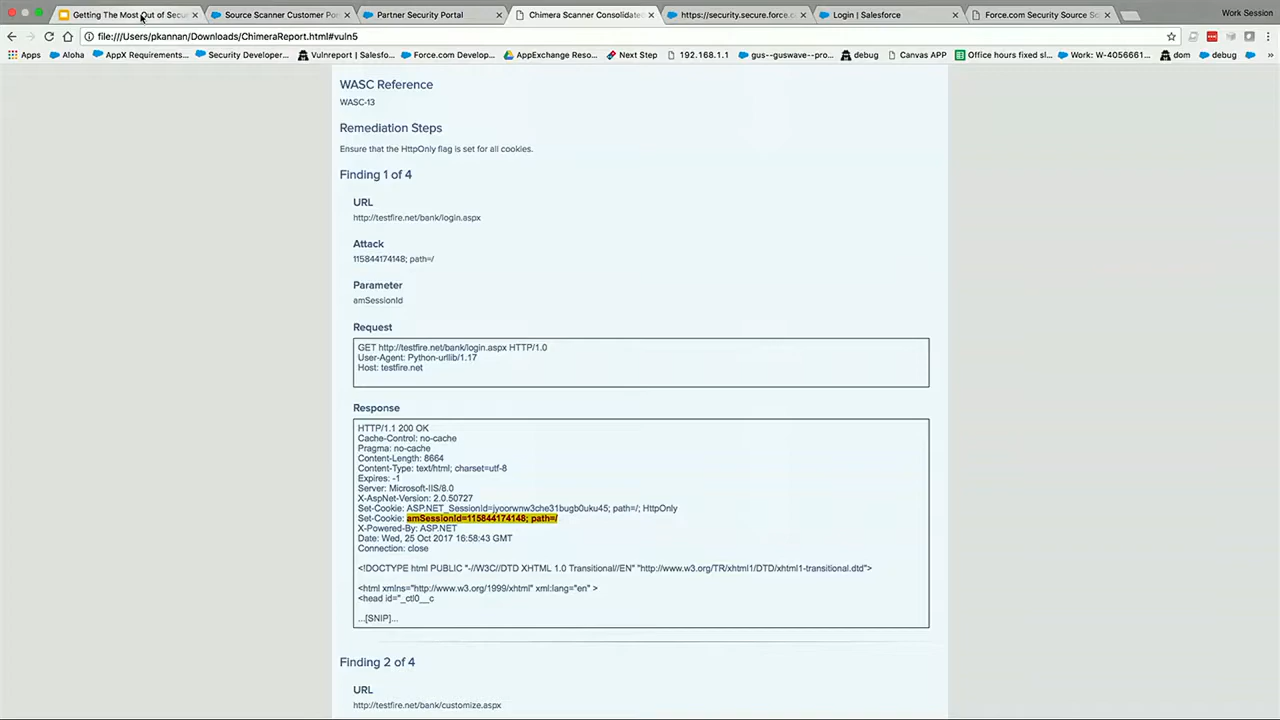 Getting The Most Out of Secu
Source Scanner Customer Po
Partner Security Portal
Chimera Scanner Consolidate
https://security.secure.force.c
Login | Salesforce
Force.com Security Source S
Work Session
file:///Users/pkannan/Downloads/ChimeraReport.html#vuln5
Apps
Aloha
AppX Requirements...
Security Developer...
Vulnreport | Salesfo...
Force.com Develop...
AppExchange Reso...
Next Step
192.168.1.1
gus--guswave--pro...
debug
Canvas APP
Office hours fixed sl...
Work: W-4056661...
dom
debug
»
WASC Reference
WASC-13
Remediation Steps
Ensure that the HttpOnly flag is set for all cookies.
Finding 1 of 4
URL
http://testfire.net/bank/login.aspx
Attack
115844174148; path=/
Parameter
amSessionId
Request
GET http://testfire.net/bank/login.aspx HTTP/1.0
User-Agent: Python-urllib/1.17
Host: testfire.net
Response
HTTP/1.1 200 OK
Cache-Control: no-cache
Pragma: no-cache
Content-Length: 8664
Content-Type: text/html; charset=utf-8
Expires: -1
Server: Microsoft-IIS/8.0
X-AspNet-Version: 2.0.50727
Set-Cookie: ASP.NET_SessionId=jyoorwnw3che31bugb0uku45; path=/; HttpOnly
Set-Cookie: amSessionId=115844174148; path=/
X-Powered-By: ASP.NET
Date: Wed, 25 Oct 2017 16:58:43 GMT
Connection: close
<!DOCTYPE html PUBLIC "-//W3C//DTD XHTML 1.0 Transitional//EN" "http://www.w3.org/TR/xhtml1/DTD/xhtml1-transitional.dtd">
<html xmlns="http://www.w3.org/1999/xhtml" xml:lang="en" >
<head id="_ctl0__c
...[SNIP]...
Finding 2 of 4
URL
http://testfire.net/bank/customize.aspx